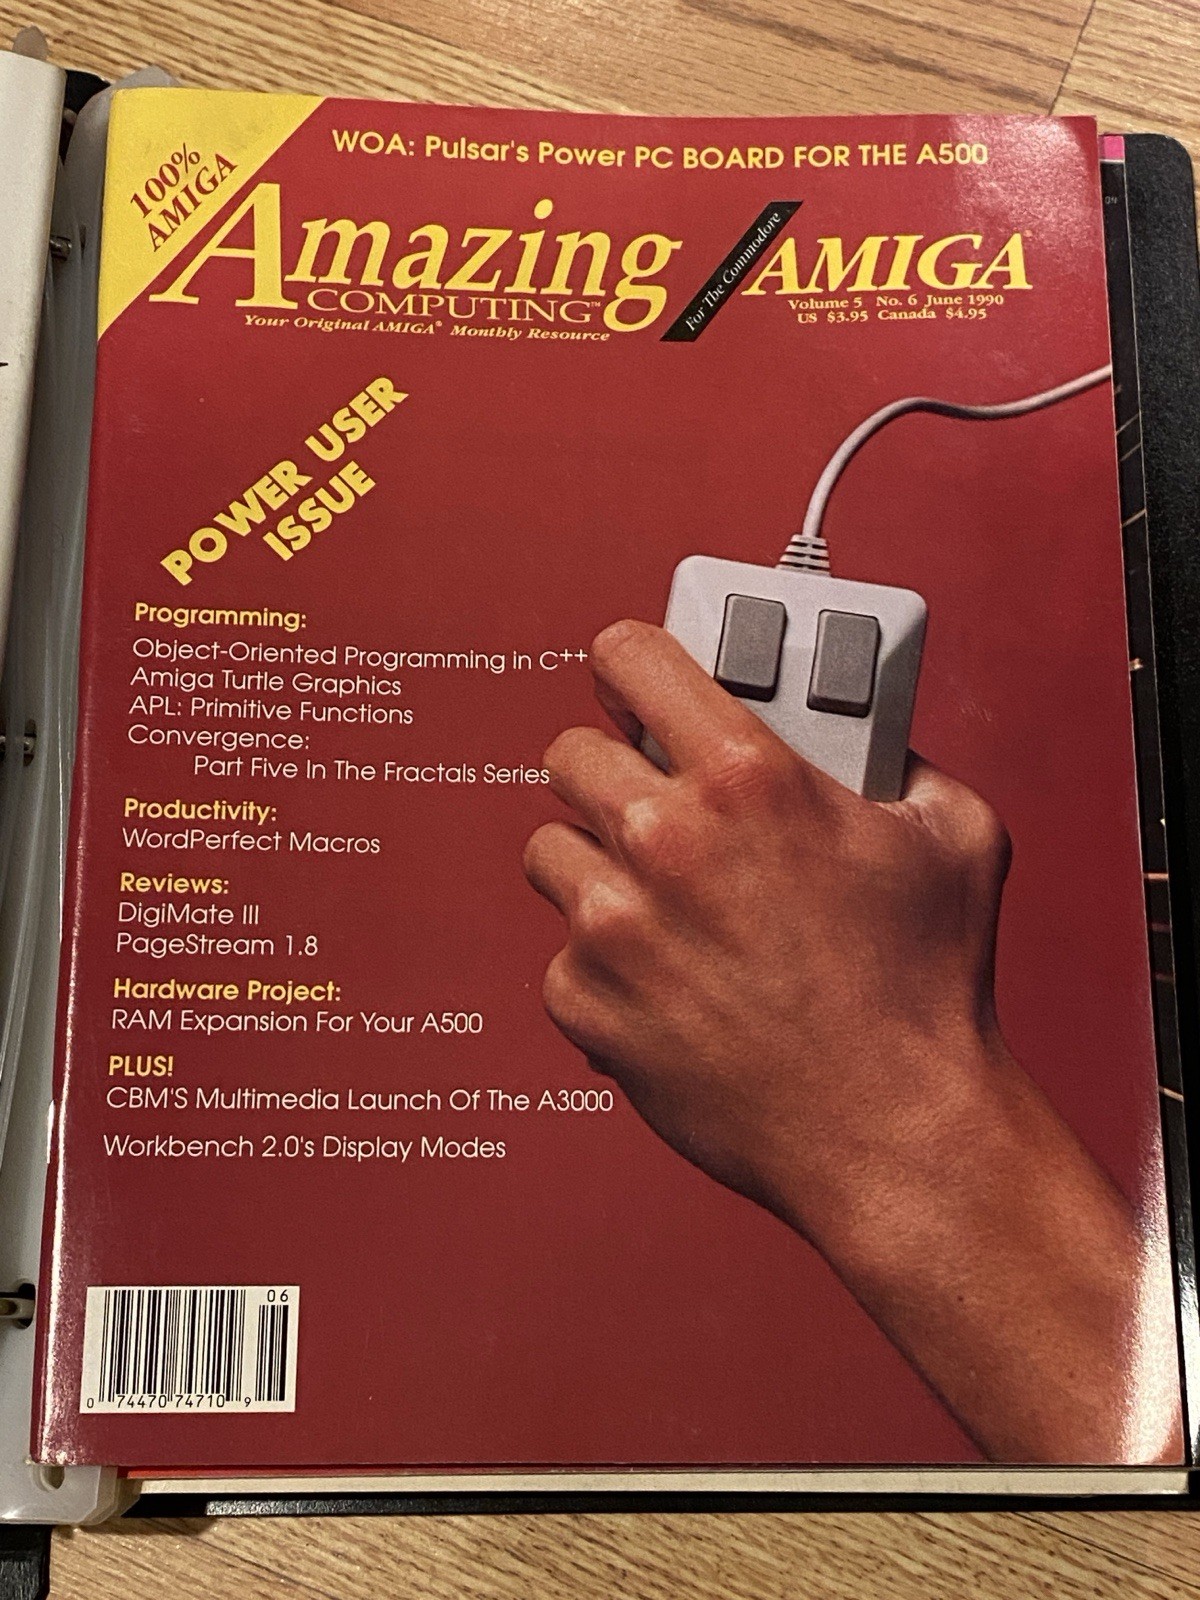 100%
AMIGA
WOA: Pulsar's Power PC BOARD FOR THE A500
Amazing
COMPUTING™
Your Original AMIGA® Monthly Resource
For The Commodore
AMIGA®
Volume 5 No. 6 June 1990
US $3.95 Canada $4.95
POWER USER
ISSUE
Programming:
Object-Oriented Programming in C++
Amiga Turtle Graphics
APL: Primitive Functions
Convergence:
Part Five In The Fractals Series
Productivity:
WordPerfect Macros
Reviews:
DigiMate III
PageStream 1.8
Hardware Project:
RAM Expansion For Your A500
PLUS!
CBM'S Multimedia Launch Of The A3000
Workbench 2.0's Display Modes
06
0 74470 74710 9